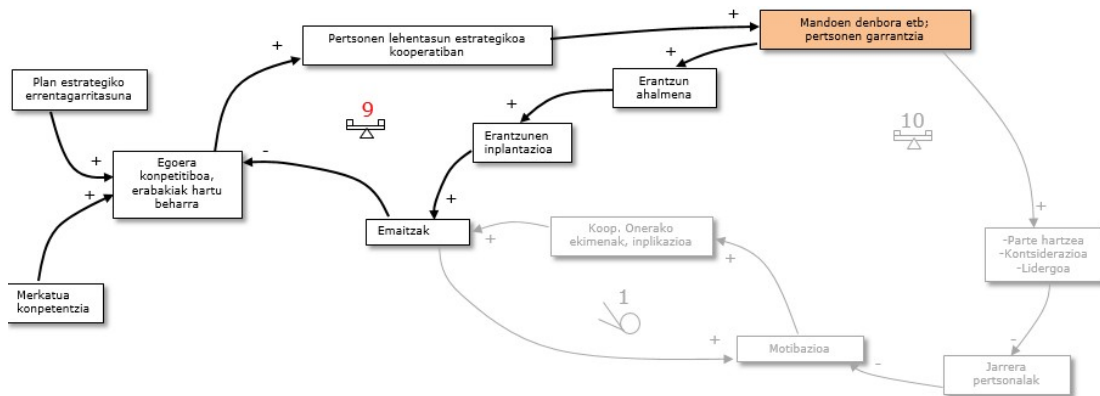 +
Mandoen denbora etb;
pertsonen garrantzia
+
Pertsonen lehentasun estrategikoa
kooperatiban
+
Erantzun
ahalmena
Plan estrategiko
errentagarritasuna
9
+
10
Erantzunen
inplantazioa
+
-
Egoera
konpetitiboa,
erabakiak hartu
beharra
+
+
+
Emaitzak
+
Koop. Onerako
ekimenak, inplikazioa
-Parte hartzea
-Kontsiderazioa
-Lidergoa
+
Merkatua
konpetentzia
1
+
Motibazioa
-
-
Jarrera
pertsonalak